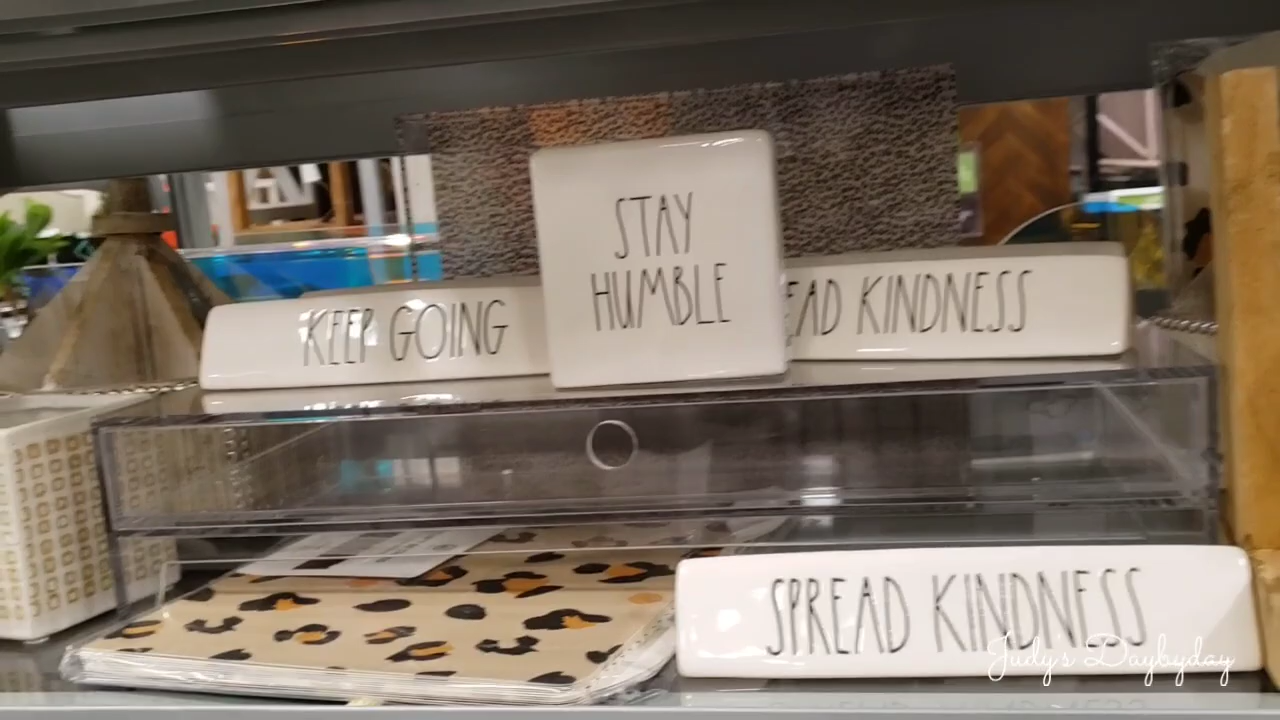 STAY
HUMBLE
KEEP GOING
EAD KINDNESS
SPREAD KINDNESS
Judy's Daybyday